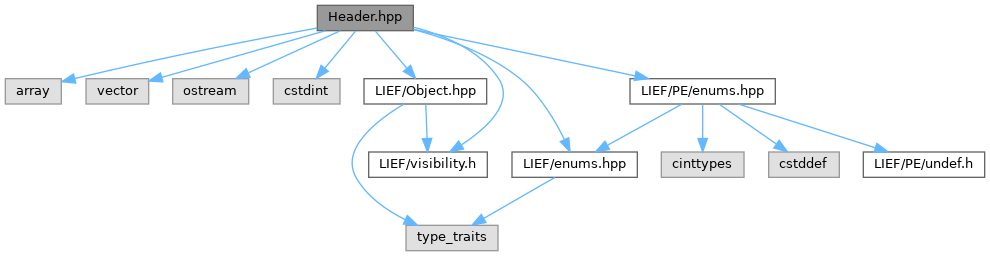 Header.hpp
array
vector
ostream
cstdint
LIEF/Object.hpp
LIEF/PE/enums.hpp
LIEF/visibility.h
LIEF/enums.hpp
cinttypes
cstddef
LIEF/PE/undef.h
type_traits